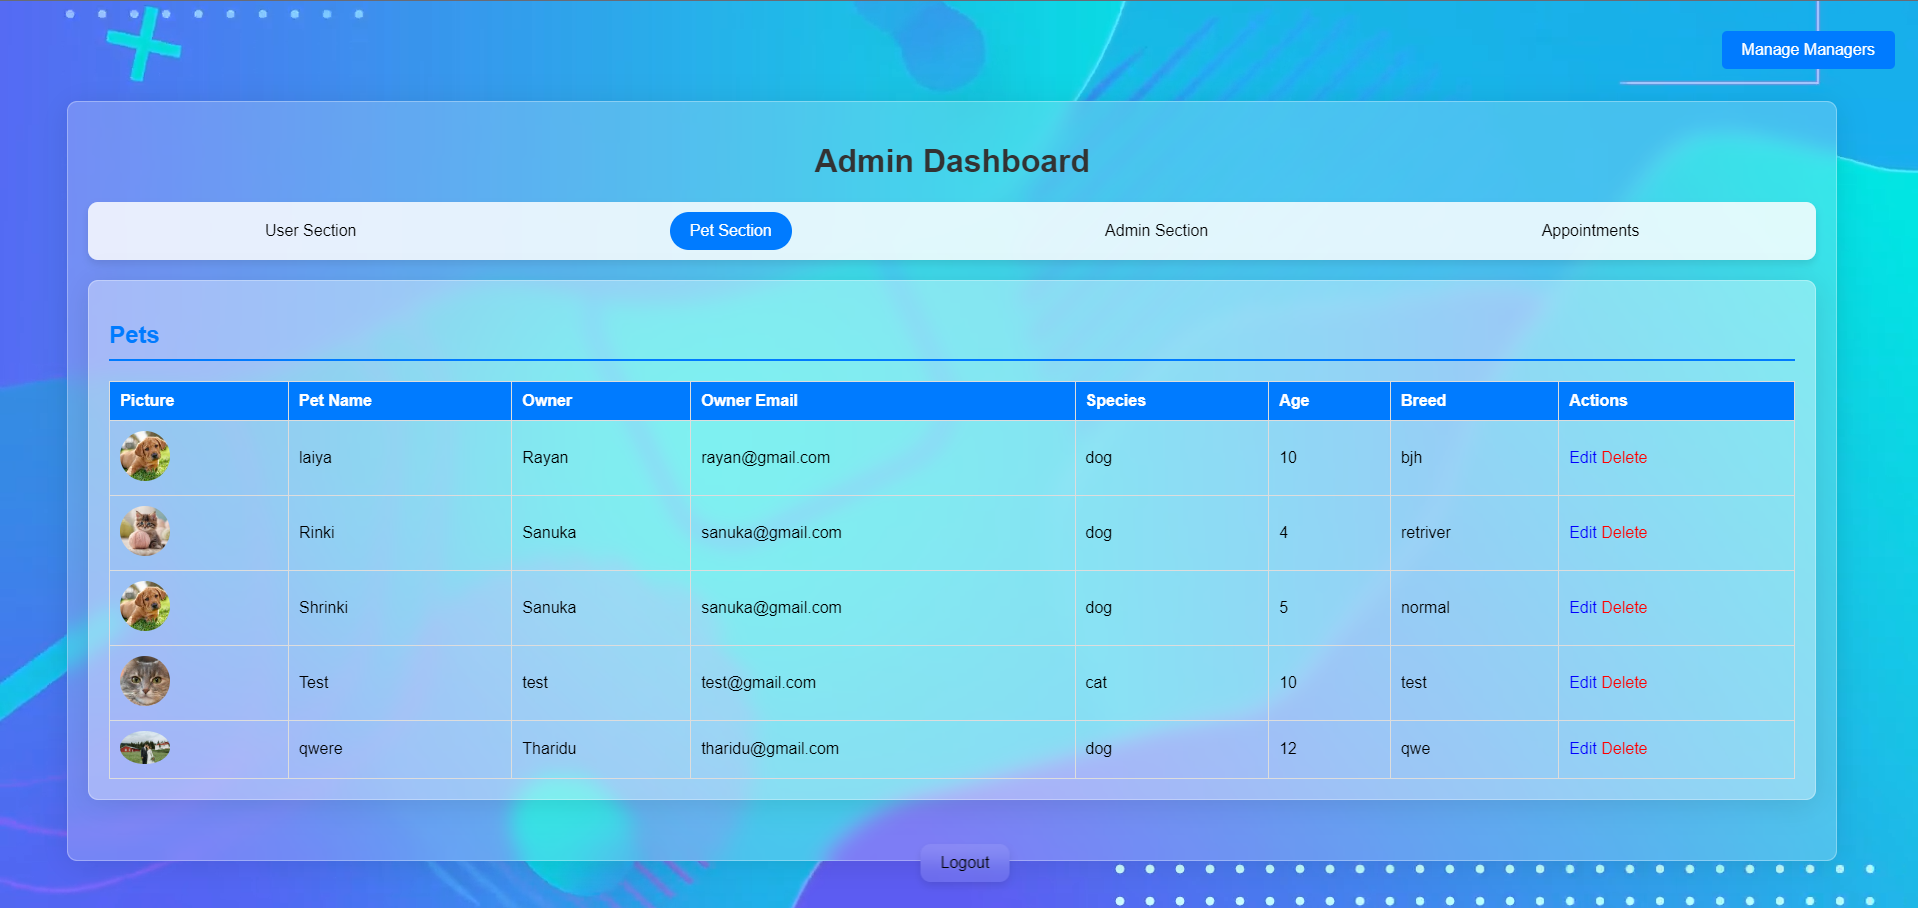 Manage Managers
Admin Dashboard
User Section Pet Section Admin Section Appointments
Pets
Picture Pet Name Owner Owner Email Species Age Breed Actions
laiya Rayan rayan@gmail.com dog 10 bjh Edit Delete
Rinki Sanuka sanuka@gmail.com dog 4 retriver Edit Delete
Shrinki Sanuka sanuka@gmail.com dog 5 normal Edit Delete
Test test test@gmail.com cat 10 test Edit Delete
qwere Tharidu tharidu@gmail.com dog 12 qwe Edit Delete
Logout